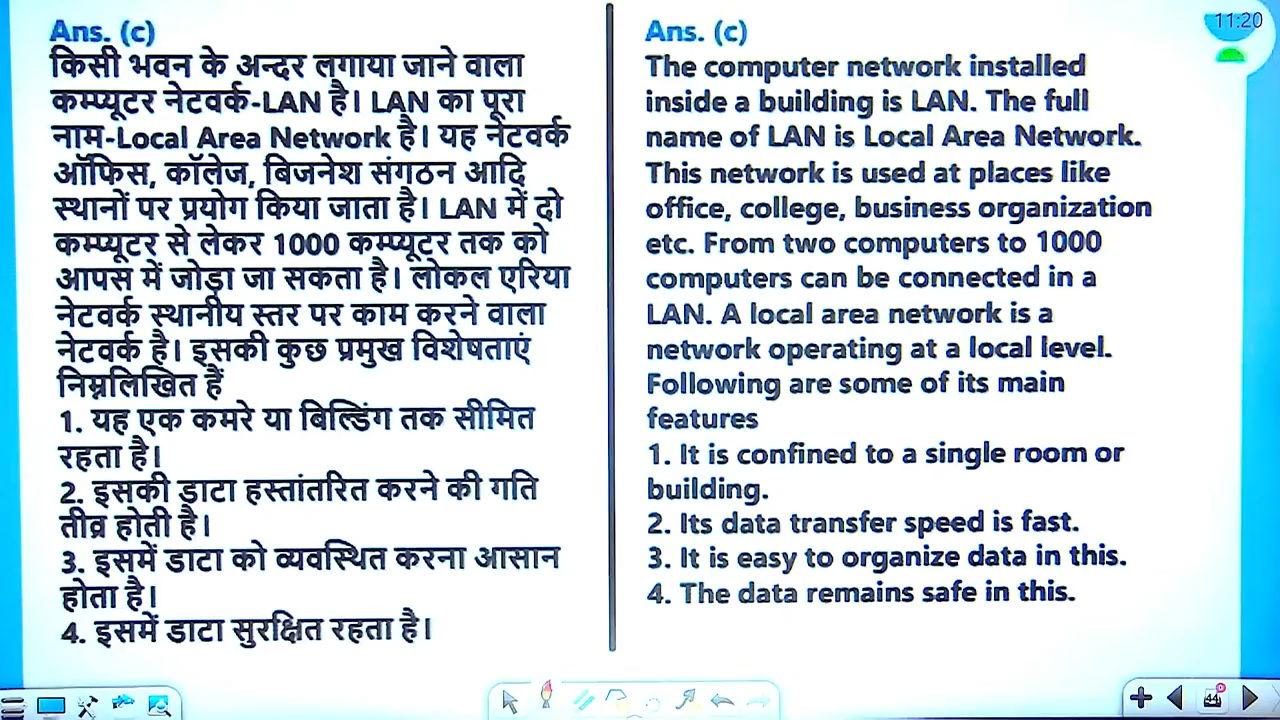 Ans. (c)
किसी भवन के अन्दर लगाया जाने वाला
कम्प्यूटर नेटवर्क-LAN है। LAN का पूरा
नाम-Local Area Network है। यह नेटवर्क
ऑफिस, कॉलेज, बिजनेश संगठन आदि
स्थानों पर प्रयोग किया जाता है। LAN में दो
कम्प्यूटर से लेकर 1000 कम्प्यूटर तक को
आपस में जोड़ा जा सकता है। लोकल एरिया
नेटवर्क स्थानीय स्तर पर काम करने वाला
नेटवर्क है। इसकी कुछ प्रमुख विशेषताएं
निम्नलिखित हैं
1. यह एक कमरे या बिल्डिंग तक सीमित
रहता है।
2. इसकी डाटा हस्तांतरित करने की गति
तीव्र होती है।
3. इसमें डाटा को व्यवस्थित करना आसान
होता है।
4. इसमें डाटा सुरक्षित रहता है।
Ans. (c)
The computer network installed
inside a building is LAN. The full
name of LAN is Local Area Network.
This network is used at places like
office, college, business organization
etc. From two computers to 1000
computers can be connected in a
LAN. A local area network is a
network operating at a local level.
Following are some of its main
features
1. It is confined to a single room or
building.
2. Its data transfer speed is fast.
3. It is easy to organize data in this.
4. The data remains safe in this.
11:20
44